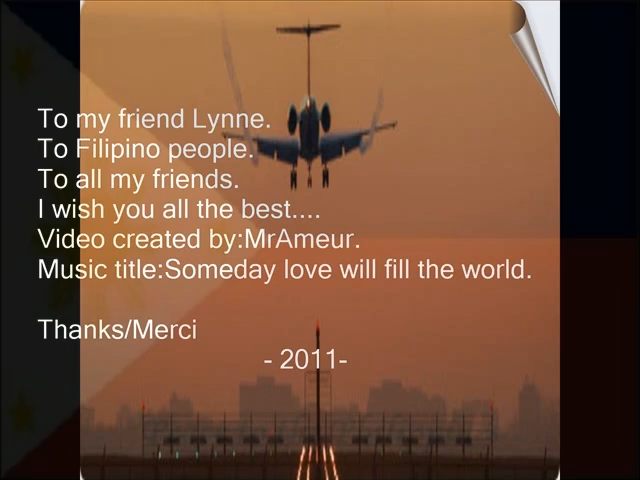 To my friend Lynne.
To Filipino people.
To all my friends.
I wish you all the best....
Video created by:MrAmeur.
Music title:Someday love will fill the world.
Thanks/Merci
- 2011-